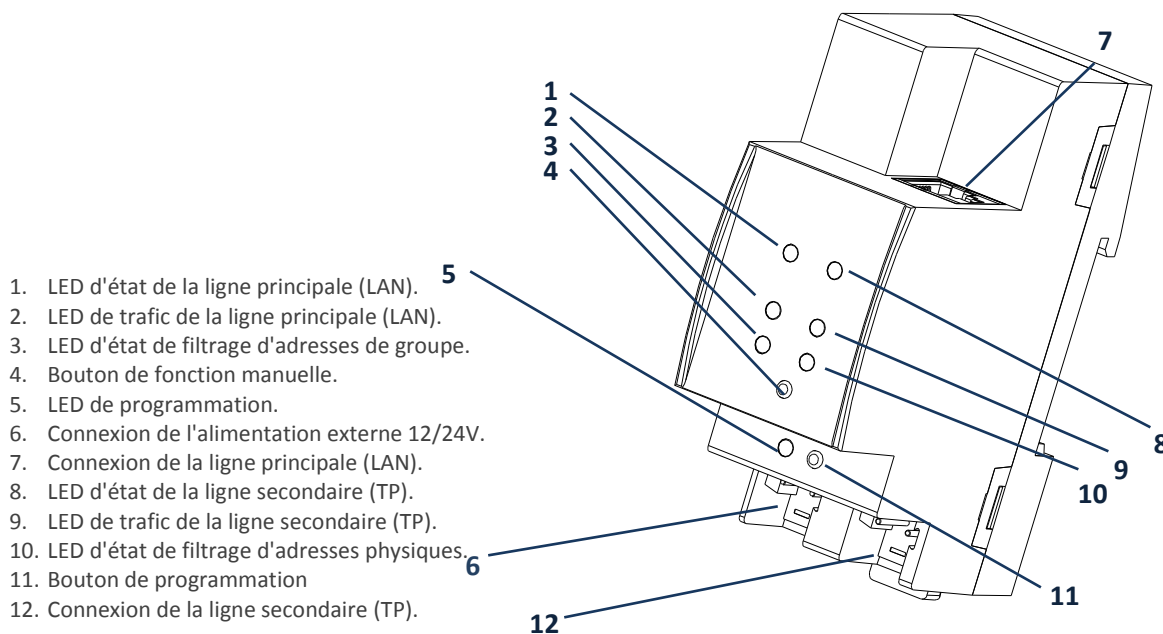 1
2
3
4
7
5
1. LED d'état de la ligne principale (LAN).
2. LED de trafic de la ligne principale (LAN).
3. LED d'état de filtrage d'adresses de groupe.
4. Bouton de fonction manuelle.
5. LED de programmation.
6. Connexion de l'alimentation externe 12/24V.
7. Connexion de la ligne principale (LAN).
8. LED d'état de la ligne secondaire (TP).
9. LED de trafic de la ligne secondaire (TP).
10. LED d'état de filtrage d'adresses physiques.
11. Bouton de programmation
12. Connexion de la ligne secondaire (TP).
8
9
10
6
11
12